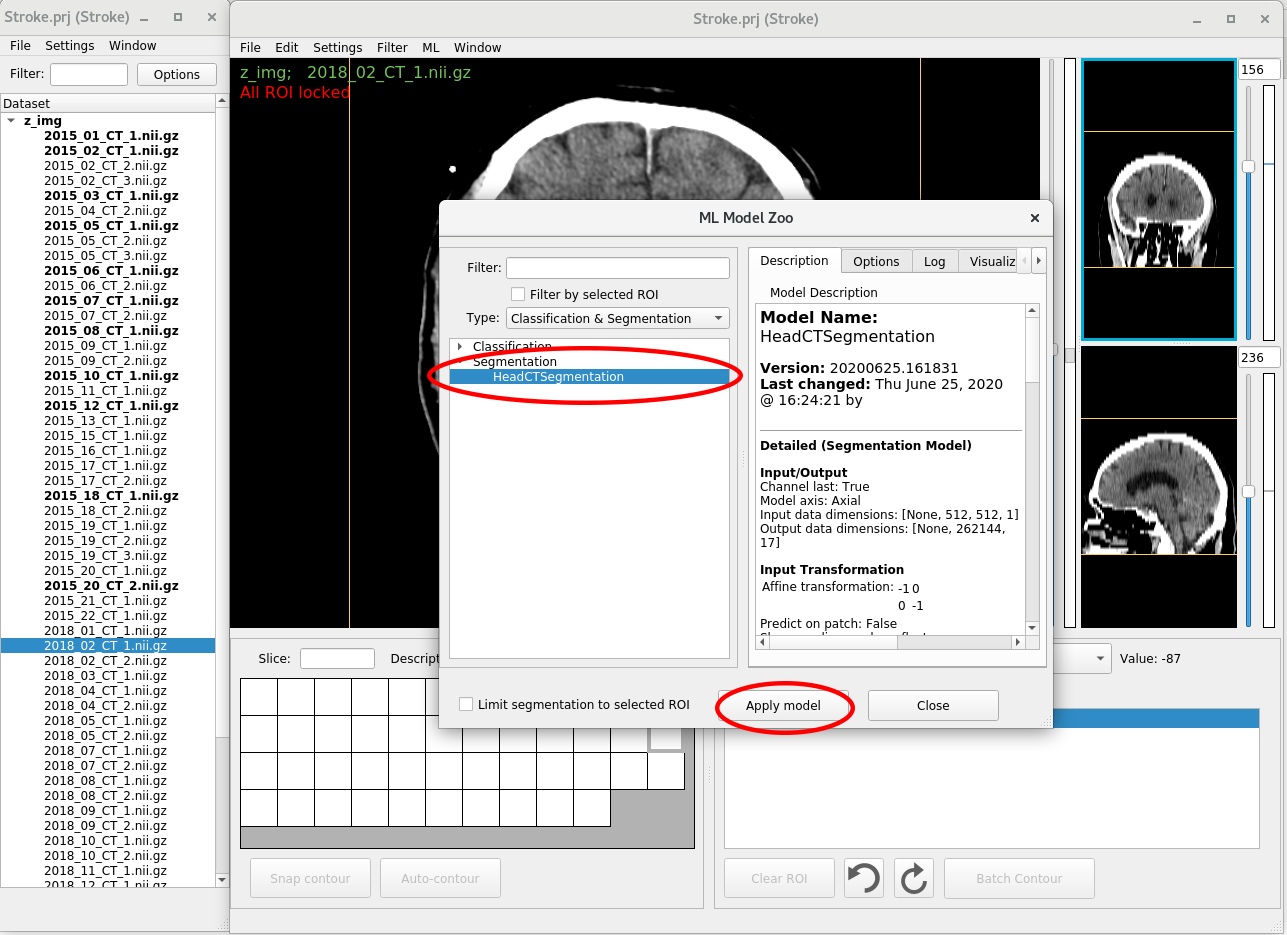 Stroke.prj (Stroke)
File Settings Window
Filter: Options
Dataset
z_img
2015_01_CT_1.nii.gz
2015_02_CT_1.nii.gz
2015_02_CT_2.nii.gz
2015_02_CT_3.nii.gz
2015_03_CT_1.nii.gz
2015_04_CT_2.nii.gz
2015_05_CT_1.nii.gz
2015_05_CT_2.nii.gz
2015_05_CT_3.nii.gz
2015_06_CT_1.nii.gz
2015_06_CT_2.nii.gz
2015_07_CT_1.nii.gz
2015_07_CT_2.nii.gz
2015_08_CT_1.nii.gz
2015_09_CT_1.nii.gz
2015_09_CT_2.nii.gz
2015_10_CT_1.nii.gz
2015_11_CT_1.nii.gz
2015_12_CT_1.nii.gz
2015_13_CT_1.nii.gz
2015_15_CT_1.nii.gz
2015_16_CT_1.nii.gz
2015_17_CT_1.nii.gz
2015_17_CT_2.nii.gz
2015_18_CT_1.nii.gz
2015_18_CT_2.nii.gz
2015_19_CT_1.nii.gz
2015_19_CT_2.nii.gz
2015_19_CT_3.nii.gz
2015_20_CT_1.nii.gz
2015_20_CT_2.nii.gz
2015_21_CT_1.nii.gz
2015_22_CT_1.nii.gz
2018_01_CT_1.nii.gz
2018_02_CT_1.nii.gz
2018_02_CT_2.nii.gz
2018_03_CT_1.nii.gz
2018_04_CT_1.nii.gz
2018_04_CT_2.nii.gz
2018_05_CT_1.nii.gz
2018_05_CT_2.nii.gz
2018_07_CT_1.nii.gz
2018_07_CT_2.nii.gz
2018_08_CT_1.nii.gz
2018_08_CT_2.nii.gz
2018_09_CT_1.nii.gz
2018_09_CT_2.nii.gz
2018_10_CT_1.nii.gz
2018_10_CT_2.nii.gz
2018_11_CT_1.nii.gz
2018_12_CT_1.nii.gz
Stroke.prj (Stroke)
File Edit Settings Filter ML Window
z_img; 2018_02_CT_1.nii.gz
All ROI locked
156
236
ML Model Zoo
Filter:
Filter by selected ROI
Type: Classification & Segmentation
Classification
Segmentation
HeadCTSegmentation
Description Options Log Visualiz
Model Description
Model Name:
HeadCTSegmentation
Version: 20200625.161831
Last changed: Thu June 25, 2020
@ 16:24:21 by
Detailed (Segmentation Model)
Input/Output
Channel last: True
Model axis: Axial
Input data dimensions: [None, 512, 512, 1]
Output data dimensions: [None, 262144,
17]
Input Transformation
Affine transformation: -1 0
0 -1
Predict on patch: False
Limit segmentation to selected ROI Apply model Close
Slice: Descript
Value: -87
Snap contour Auto-contour
Clear ROI Batch Contour